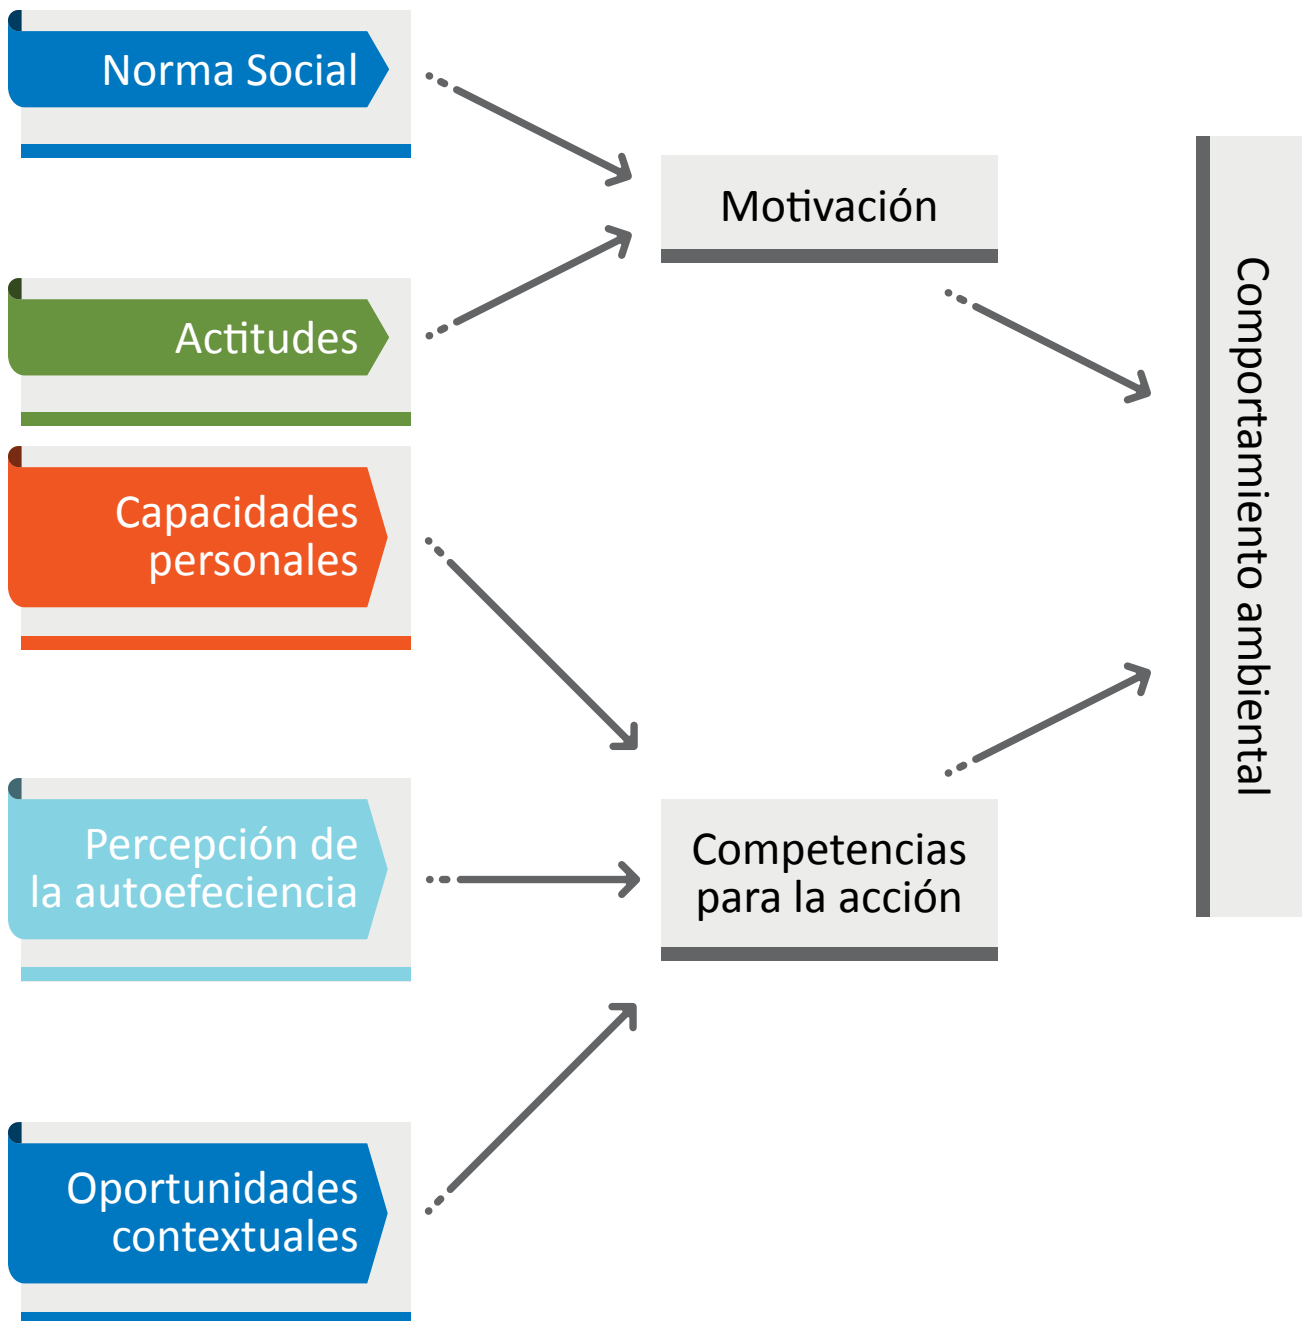 Norma Social
Actitudes
Capacidades
personales
Percepción de
la autoefeciencia
Oportunidades
contextuales
Motivación
Competencias
para la acción
Comportamiento ambiental